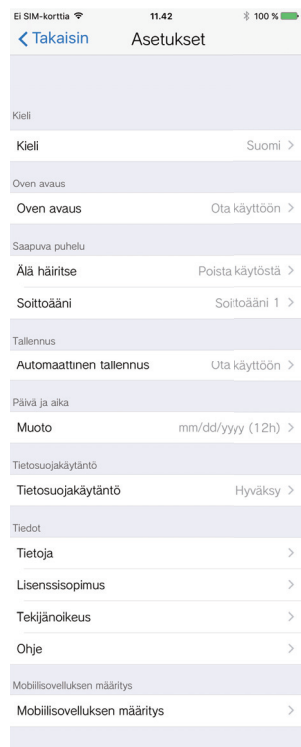 Ei SIM-korttia 11.42 100 %
Takaisin Asetukset
Kieli
Kieli Suomi
Oven avaus
Oven avaus Ota käyttöön
Saapuva puhelu
Älä häiritse Poista käytöstä
Soittoääni Soittoääni 1
Tallennus
Automaattinen tallennus Ota käyttöön
Päivä ja aika
Muoto mm/dd/yyyy (12h)
Tietosuojakäytäntö
Tietosuojakäytäntö Hyväksy
Tiedot
Tietoja
Lisenssisopimus
Tekijänoikeus
Ohje
Mobiilisovelluksen määritys
Mobiilisovelluksen määritys